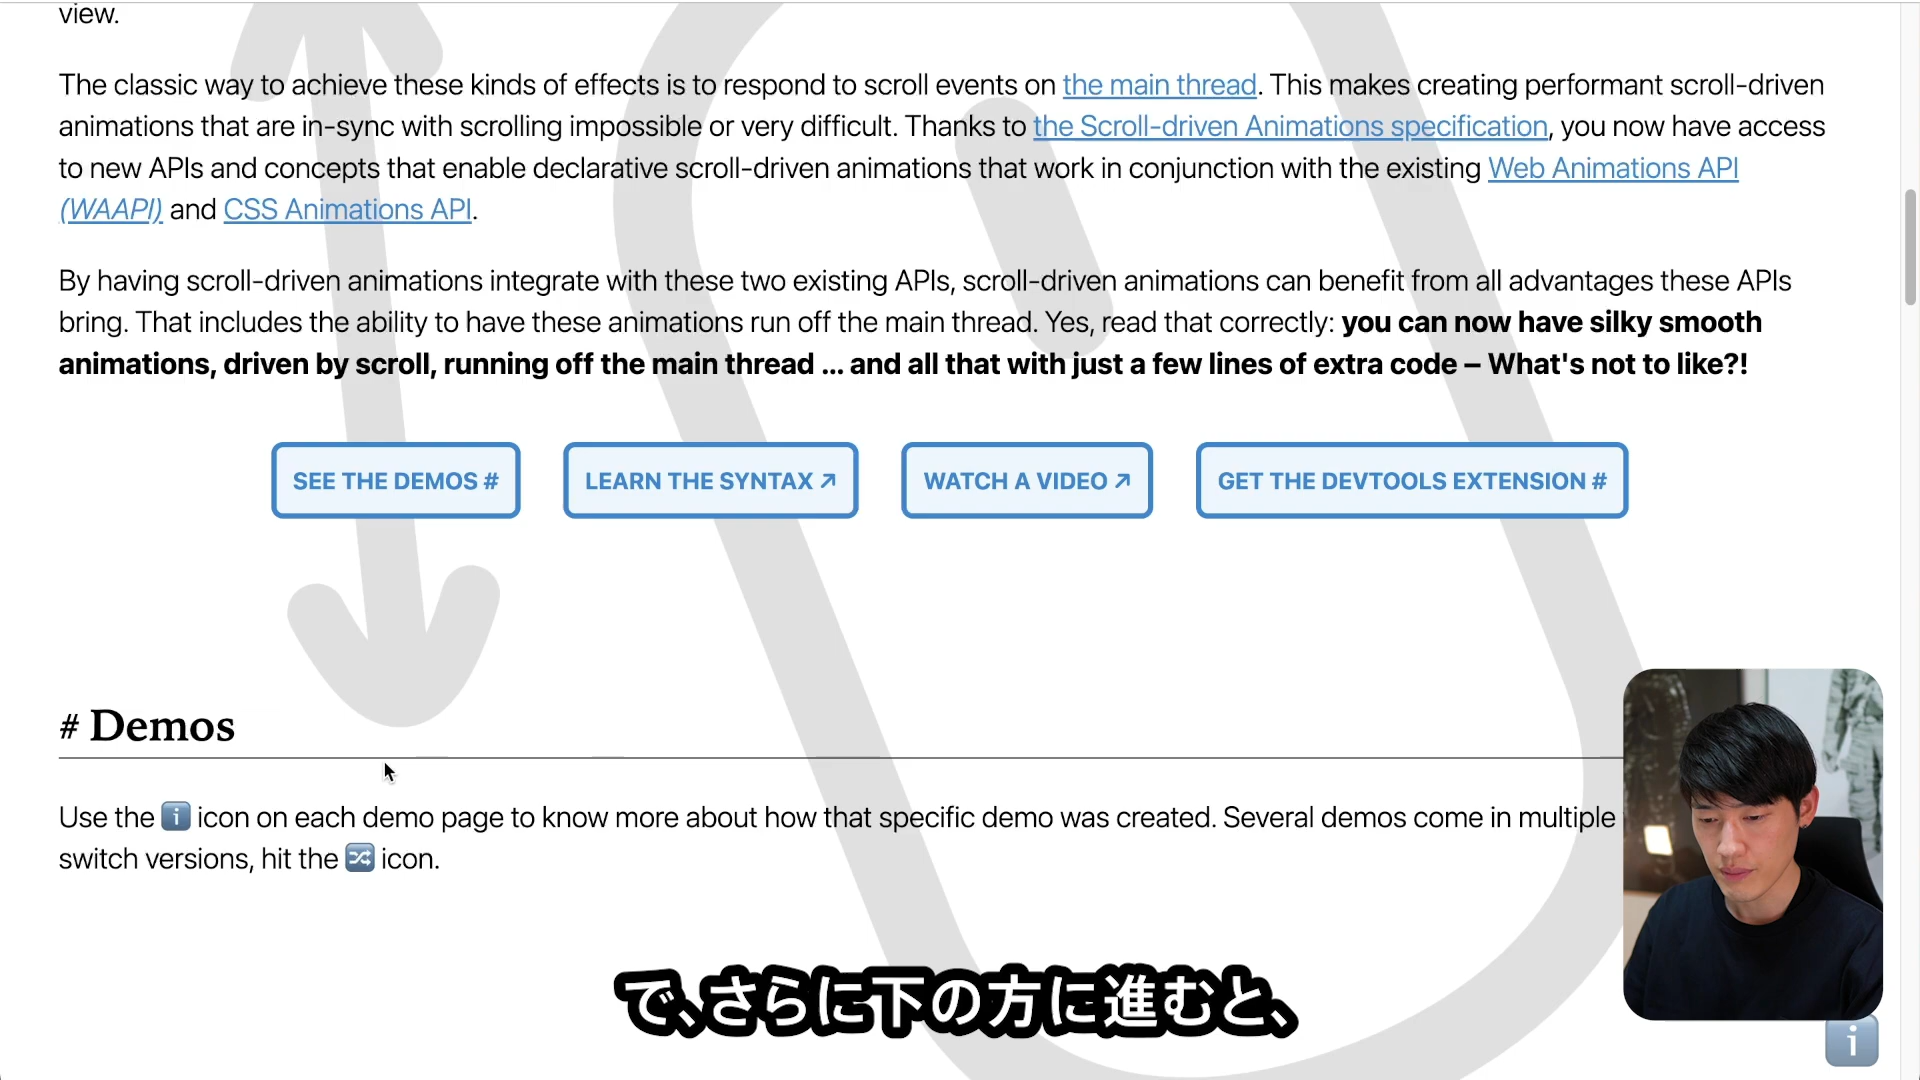 view.
The classic way to achieve these kinds of effects is to respond to scroll events on the main thread. This makes creating performant scroll-driven
animations that are in-sync with scrolling impossible or very difficult. Thanks to the Scroll-driven Animations specification, you now have access
to new APIs and concepts that enable declarative scroll-driven animations that work in conjunction with the existing Web Animations API
(WAAPI) and CSS Animations API.
By having scroll-driven animations integrate with these two existing APIs, scroll-driven animations can benefit from all advantages these APIs
bring. That includes the ability to have these animations run off the main thread. Yes, read that correctly: you can now have silky smooth
animations, driven by scroll, running off the main thread ... and all that with just a few lines of extra code – What's not to like?!
SEE THE DEMOS #
LEARN THE SYNTAX ↗
WATCH A VIDEO ↗
GET THE DEVTOOLS EXTENSION #
# Demos
Use the ℹ️ icon on each demo page to know more about how that specific demo was created. Several demos come in multiple
switch versions, hit the 🔀 icon.
で、さらに下の方に進むと、
i